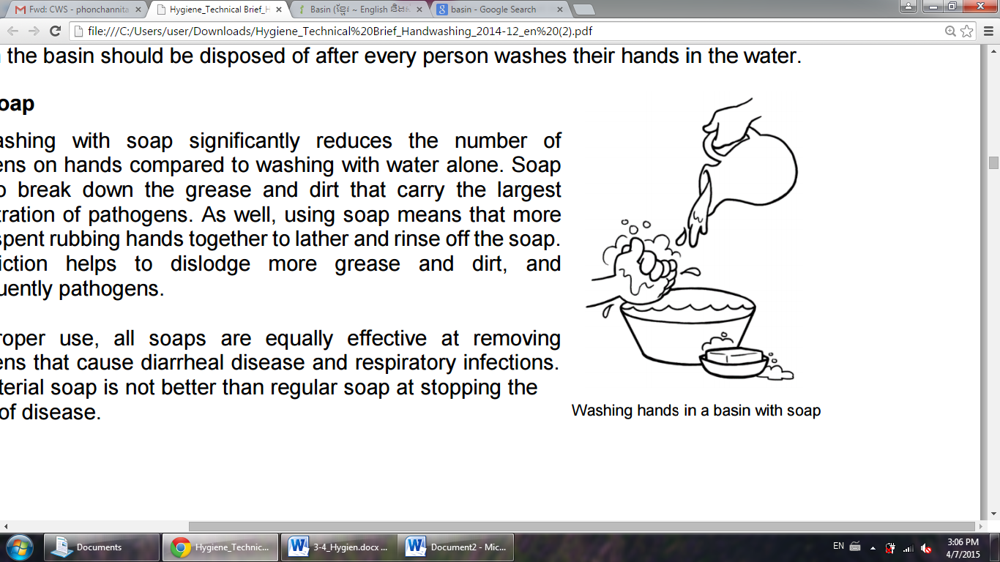 Fwd: CWS - phonchannita
Hygiene_Technical Brief_H
Basin (ខ្មែរ ~ English
basin - Google Search
file:///C:/Users/user/Downloads/Hygiene_Technical%20Brief_Handwashing_2014-12_en%20(2).pdf
the basin should be disposed of after every person washes their hands in the water.
oap
ashing with soap significantly reduces the number of
ens on hands compared to washing with water alone. Soap
o break down the grease and dirt that carry the largest
tration of pathogens. As well, using soap means that more
spent rubbing hands together to lather and rinse off the soap.
iction helps to dislodge more grease and dirt, and
uently pathogens.
roper use, all soaps are equally effective at removing
ens that cause diarrheal disease and respiratory infections.
terial soap is not better than regular soap at stopping the
of disease.
Washing hands in a basin with soap
Documents
Hygiene_Technic...
3-4_Hygien.docx ...
Document2 - Mic...
EN
3:06 PM
4/7/2015